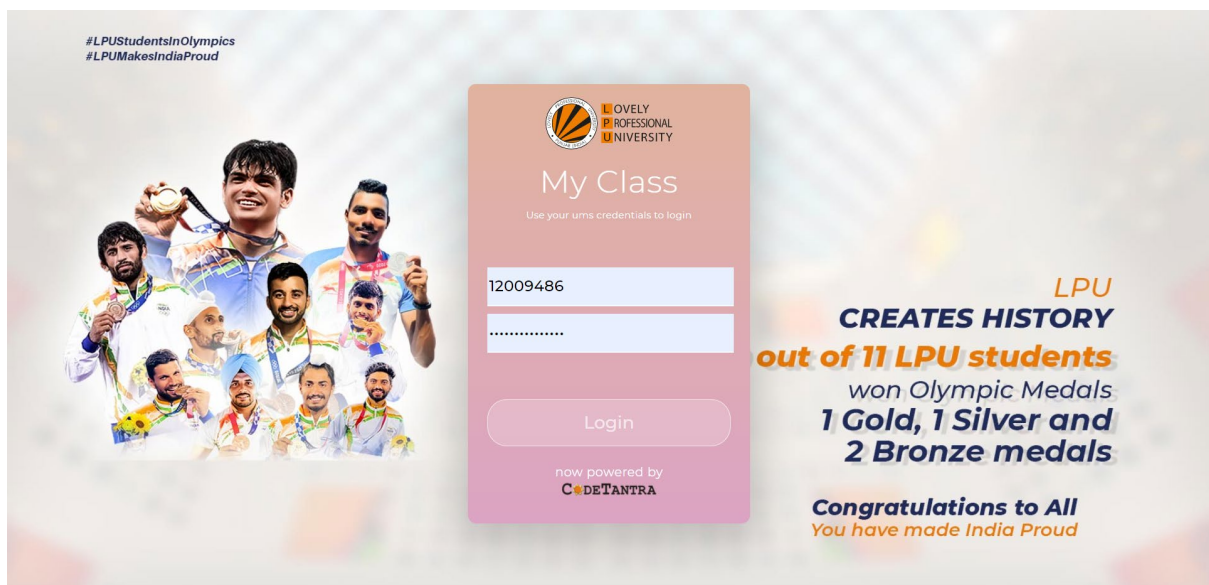 #LPUStudentsInOlympics
#LPUMakesIndiaProud
LOVELY
PROFESSIONAL
UNIVERSITY
My Class
Use your ums credentials to login
12009486
•••••••••••••••
Login
now powered by
CODETANTRA
LPU
CREATES HISTORY
out of 11 LPU students
won Olympic Medals
1 Gold, 1 Silver and
2 Bronze medals
Congratulations to All
You have made India Proud